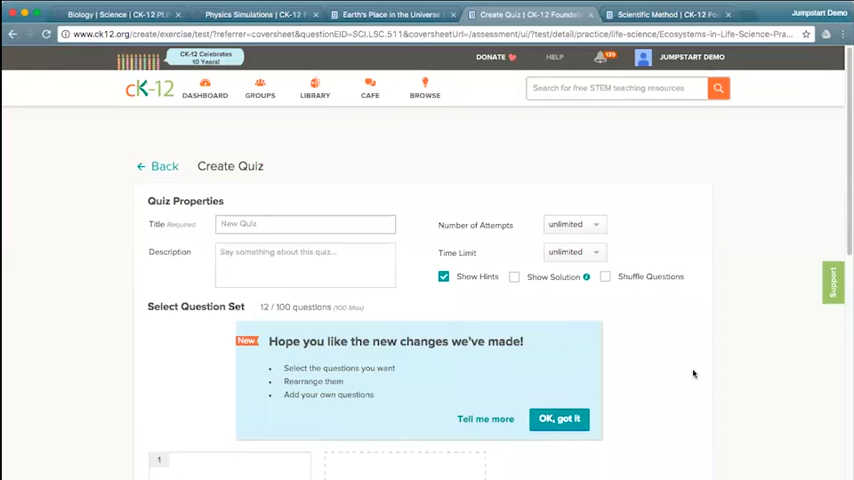 Biology | Science | CK-12
Physics Simulations | CK-12 F
Earth's Place in the Universe
Create Quiz | CK-12 Founda
Scientific Method | CK-12 Fo
Jumpstart Demo
www.ck12.org/create/exercise/test/?referrer=coversheet&questionEID=SCI.LSC.511&coversheetUrl=/assessment/ui/?test/detail/practice/life-science/Ecosystems-in-Life-Science-Pra...
CK-12 Celebrates
10 Years!
DONATE
HELP
139
JUMPSTART DEMO
cK-12
DASHBOARD
GROUPS
LIBRARY
CAFE
BROWSE
Search for free STEM teaching resources
← Back
Create Quiz
Quiz Properties
Title Required
New Quiz
Number of Attempts
unlimited
Description
Say something about this quiz...
Time Limit
unlimited
Show Hints
Show Solution
Shuffle Questions
Support
Select Question Set
12 / 100 questions (100 Max)
New
Hope you like the new changes we've made!
• Select the questions you want
• Rearrange them
• Add your own questions
Tell me more
OK, got it
1